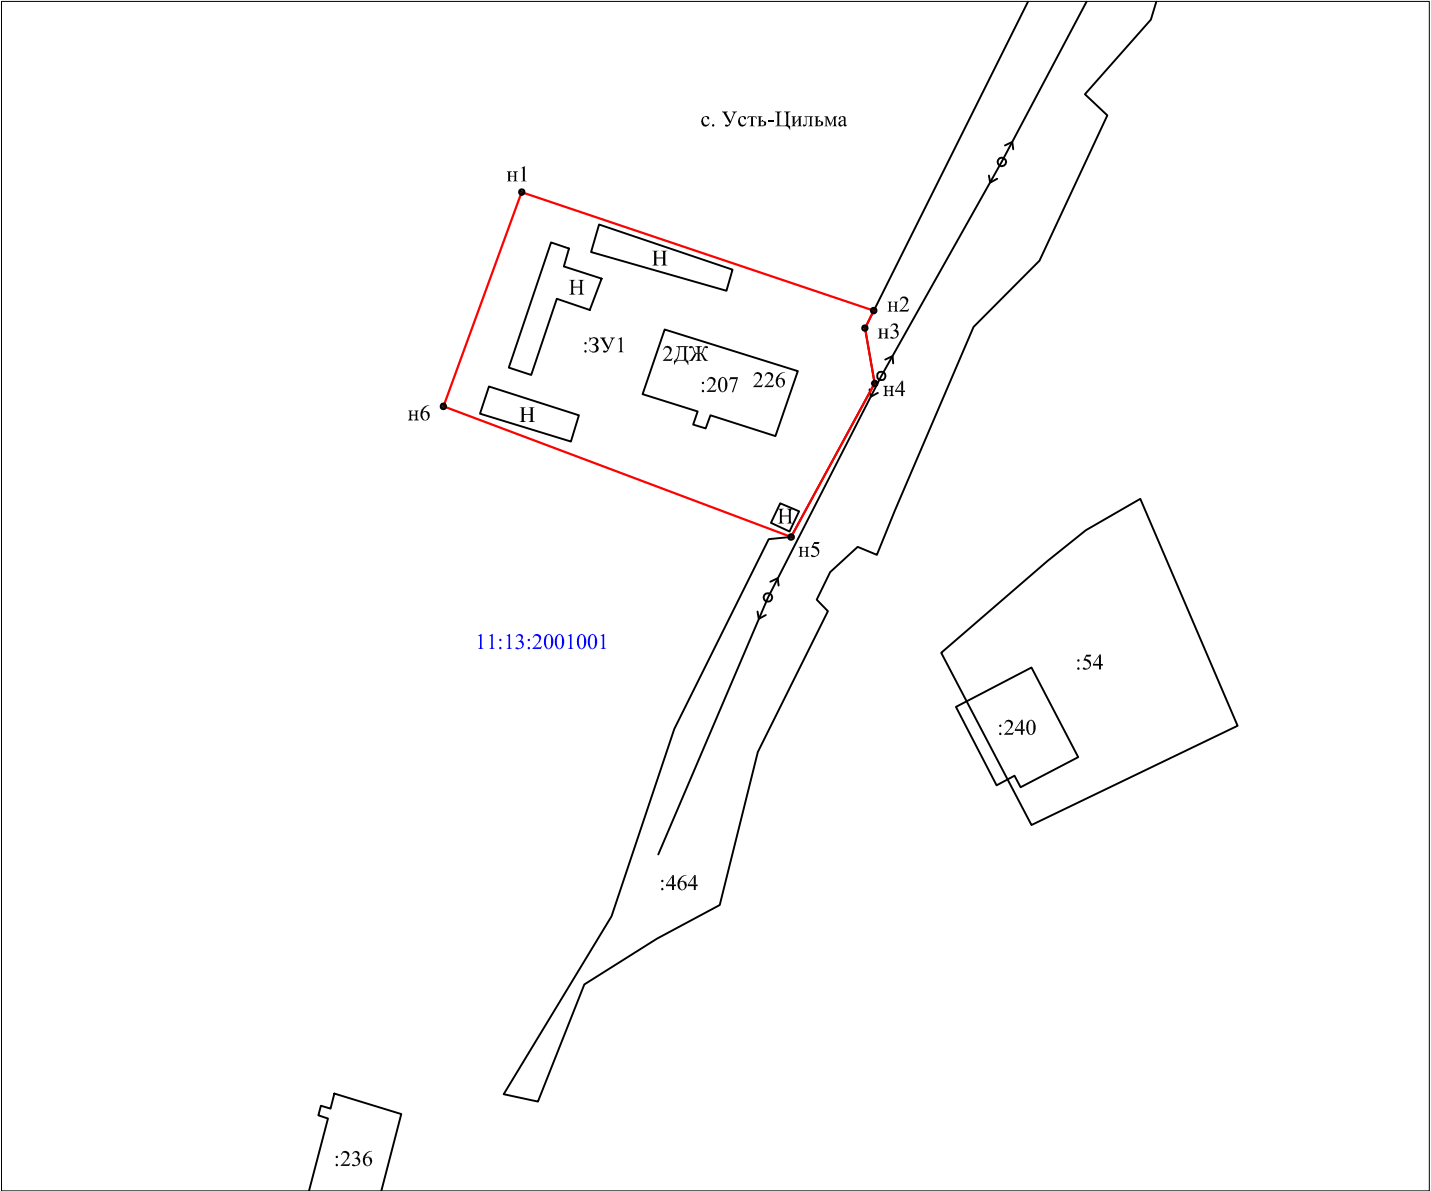 с. Усть-Цильма
н1
Н
Н
н2
н3
:ЗУ1
2ДЖ
226
:207
н4
н6
Н
Н
н5
11:13:2001001
:54
:240
:464
:236